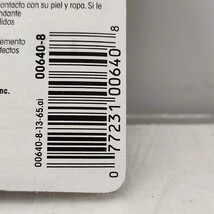 contacto con su piel y ropa. Si le
ndante
didos
emento
fectos
nc.
00640-8
0 77231 00640 8
00640-8-13-65.ai